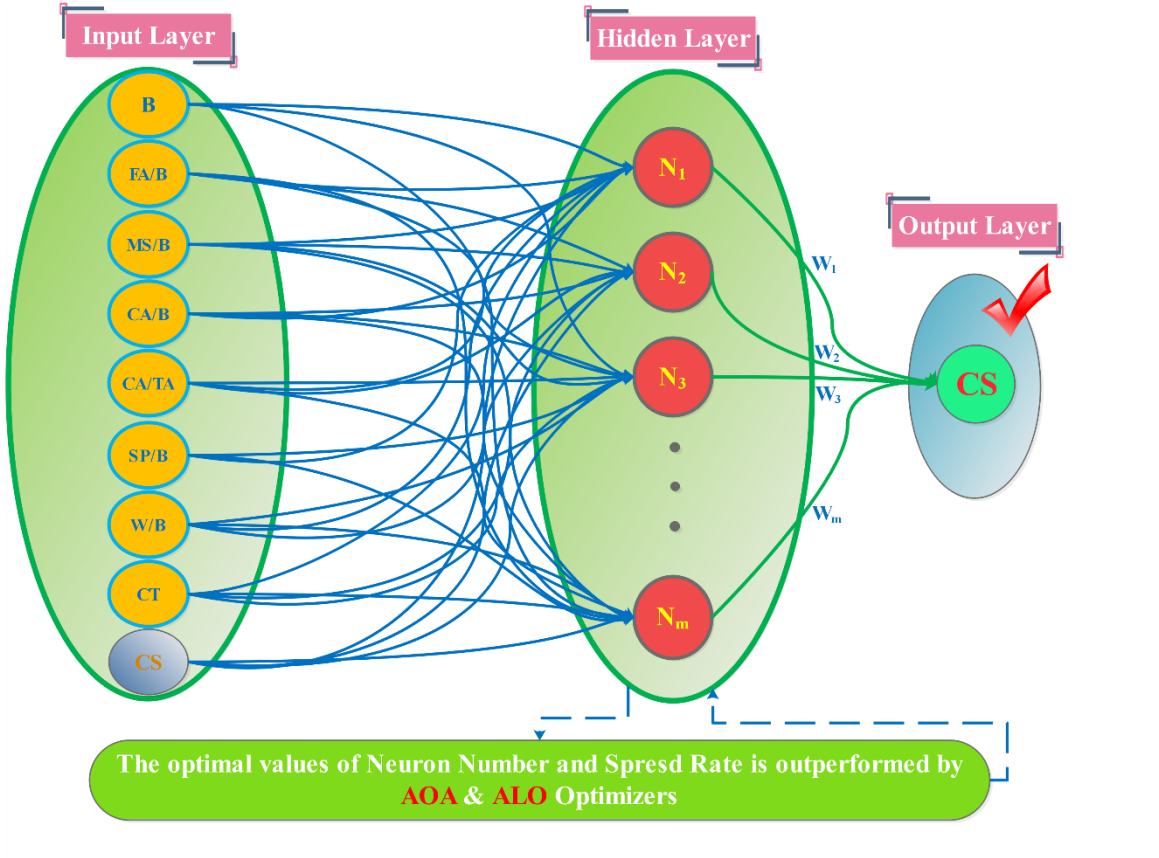 Input Layer
Hidden Layer
Output Layer
B
FA/B
MS/B
CA/B
CA/TA
SP/B
W/B
CT
CS
N₁
N₂
N₃
Nₘ
W₁
W₂
W₃
Wₘ
CS
The optimal values of Neuron Number and Spresd Rate is outperformed by
AOA & ALO Optimizers